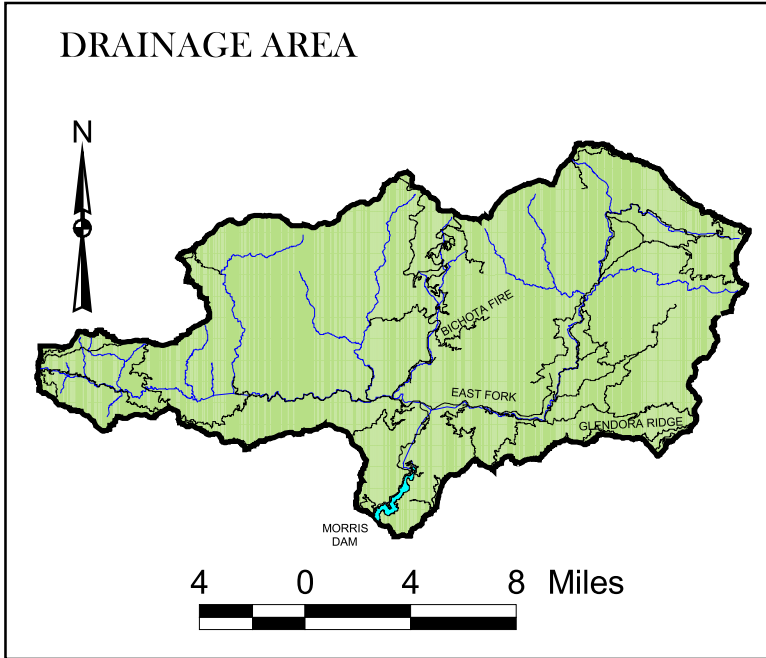 DRAINAGE AREA
N
BICHOTA FIRE
EAST FORK
GLENDORA RIDGE
MORRIS
DAM
4 0 4 8 Miles